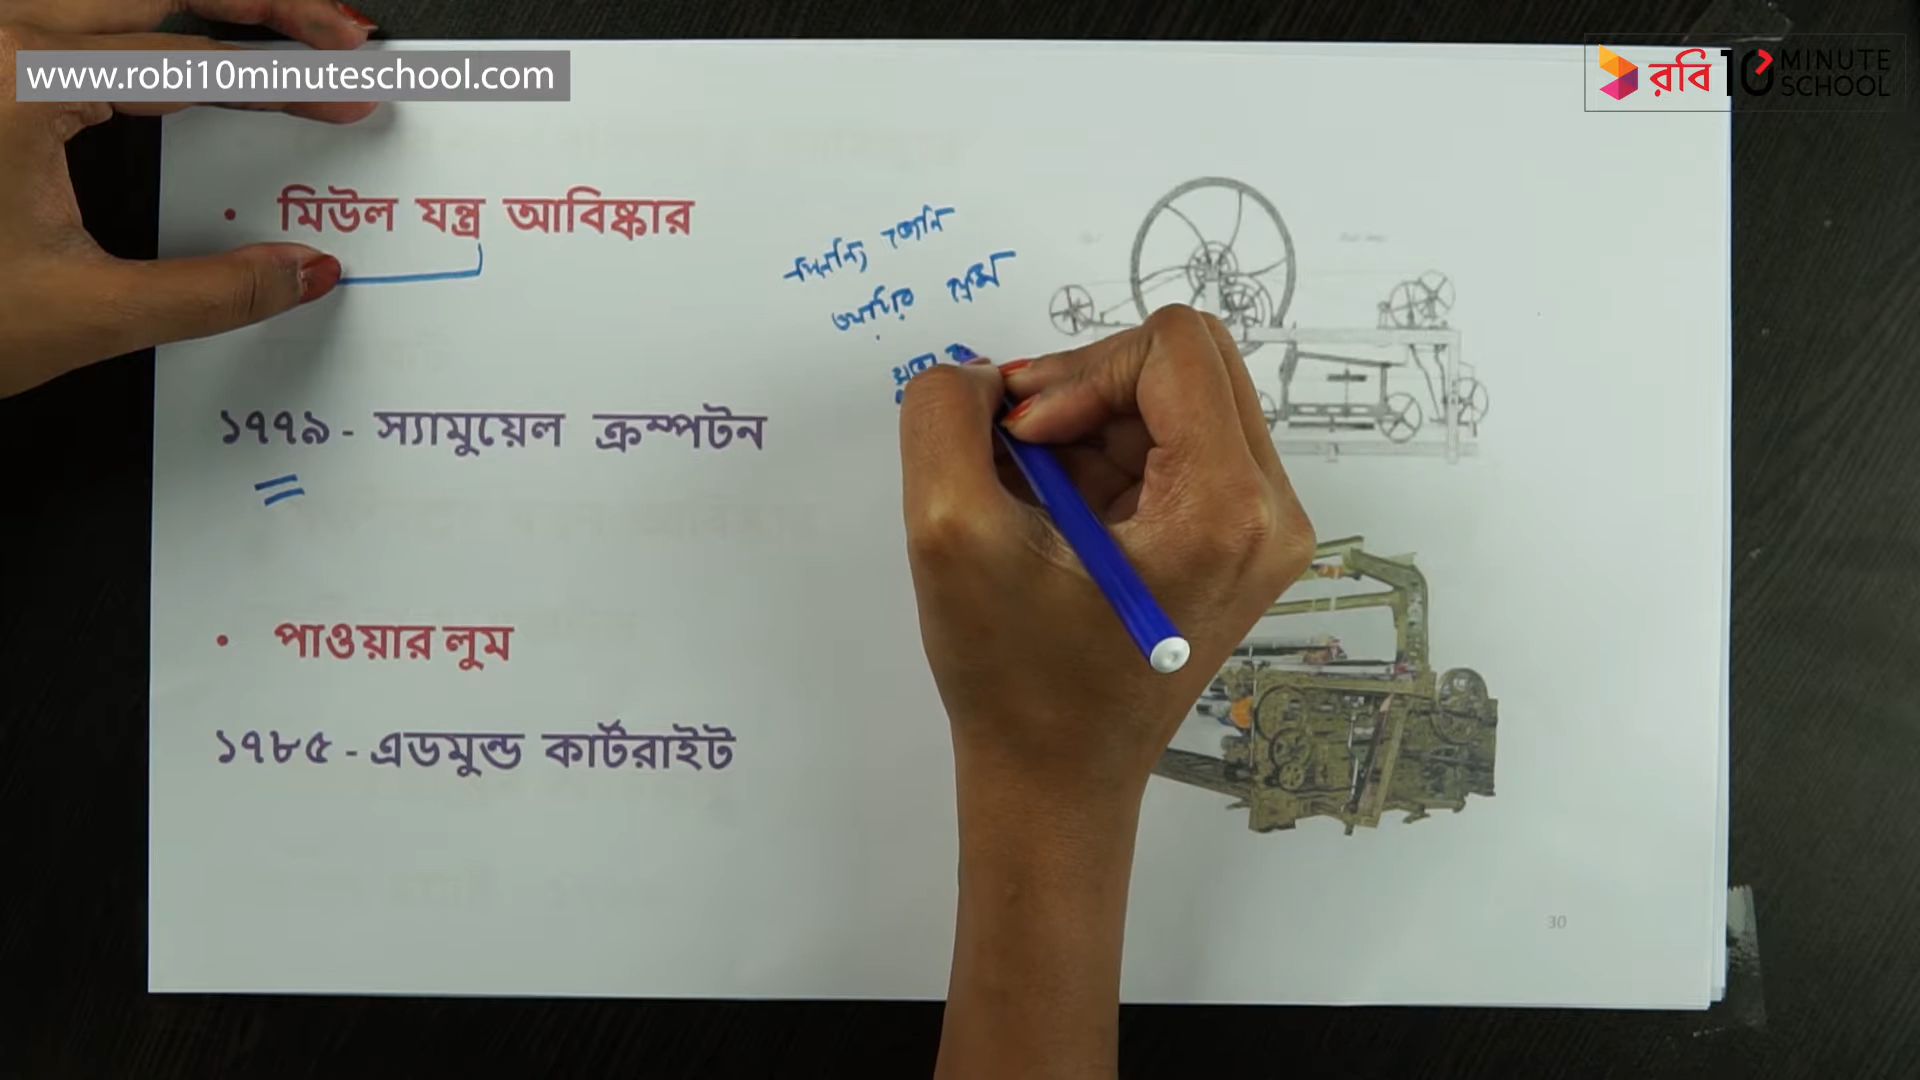 www.robi10minuteschool.com
রবি 10 MINUTE SCHOOL
• মিউল যন্ত্র আবিষ্কার
জেনি
ফ্রেম
১৭৭৯ - স্যামুয়েল ক্রম্পটন
• পাওয়ার লুম
১৭৮৫ - এডমুন্ড কার্টরাইট
30